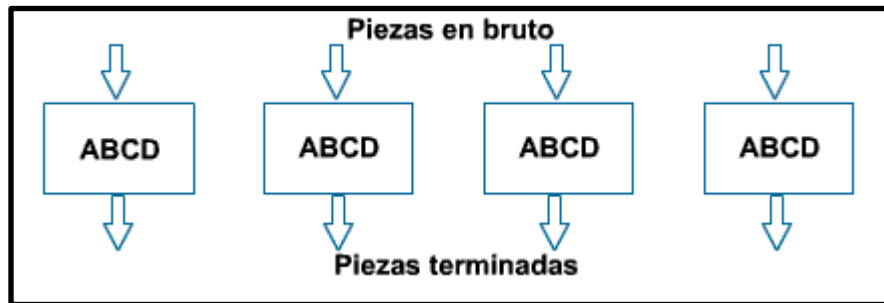 Piezas en bruto
ABCD ABCD ABCD ABCD
Piezas terminadas